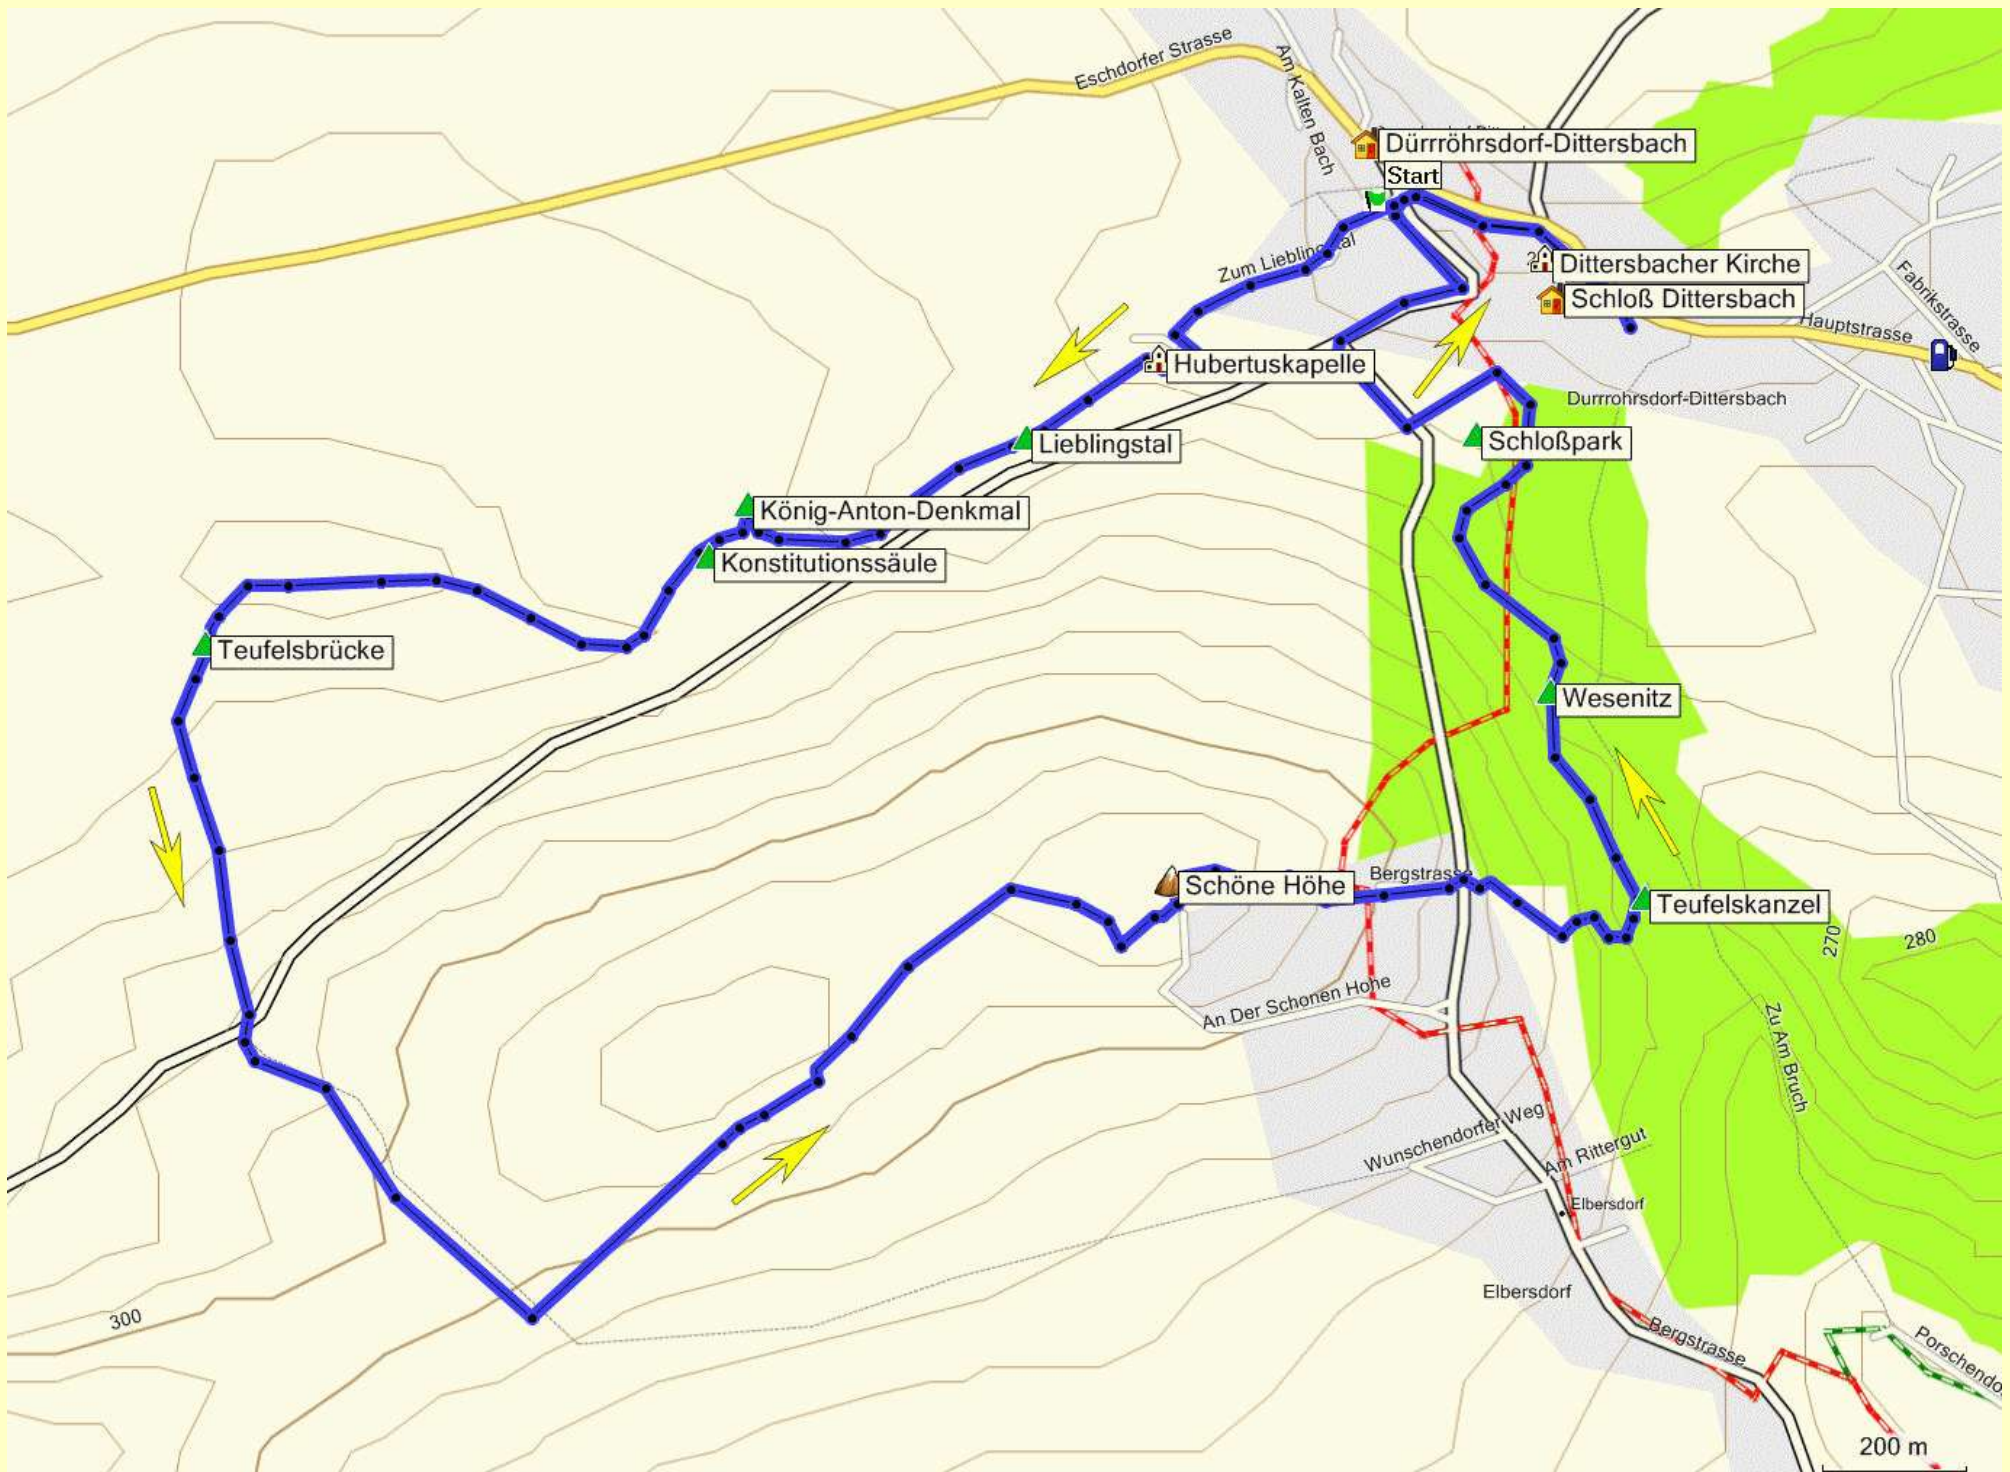 Eschdorfer Strasse
Am Kalten Bach
Dürrröhrsdorf-Dittersbach
Start
Zum Lieblingstal
Dittersbacher Kirche
Schloß Dittersbach
Fabrikstrasse
Hauptstrasse
Hubertuskapelle
Durrrohrsdorf-Dittersbach
Lieblingstal
Schloßpark
König-Anton-Denkmal
Konstitutionssäule
Teufelsbrücke
Wesenitz
Bergstrasse
Schöne Höhe
Teufelskanzel
270
280
An Der Schonen Hohe
Zu Am Bruch
Wunschendorfer Weg
Am Rittergut
Elbersdorf
Elbersdorf
300
Bergstrasse
Porschendo
200 m